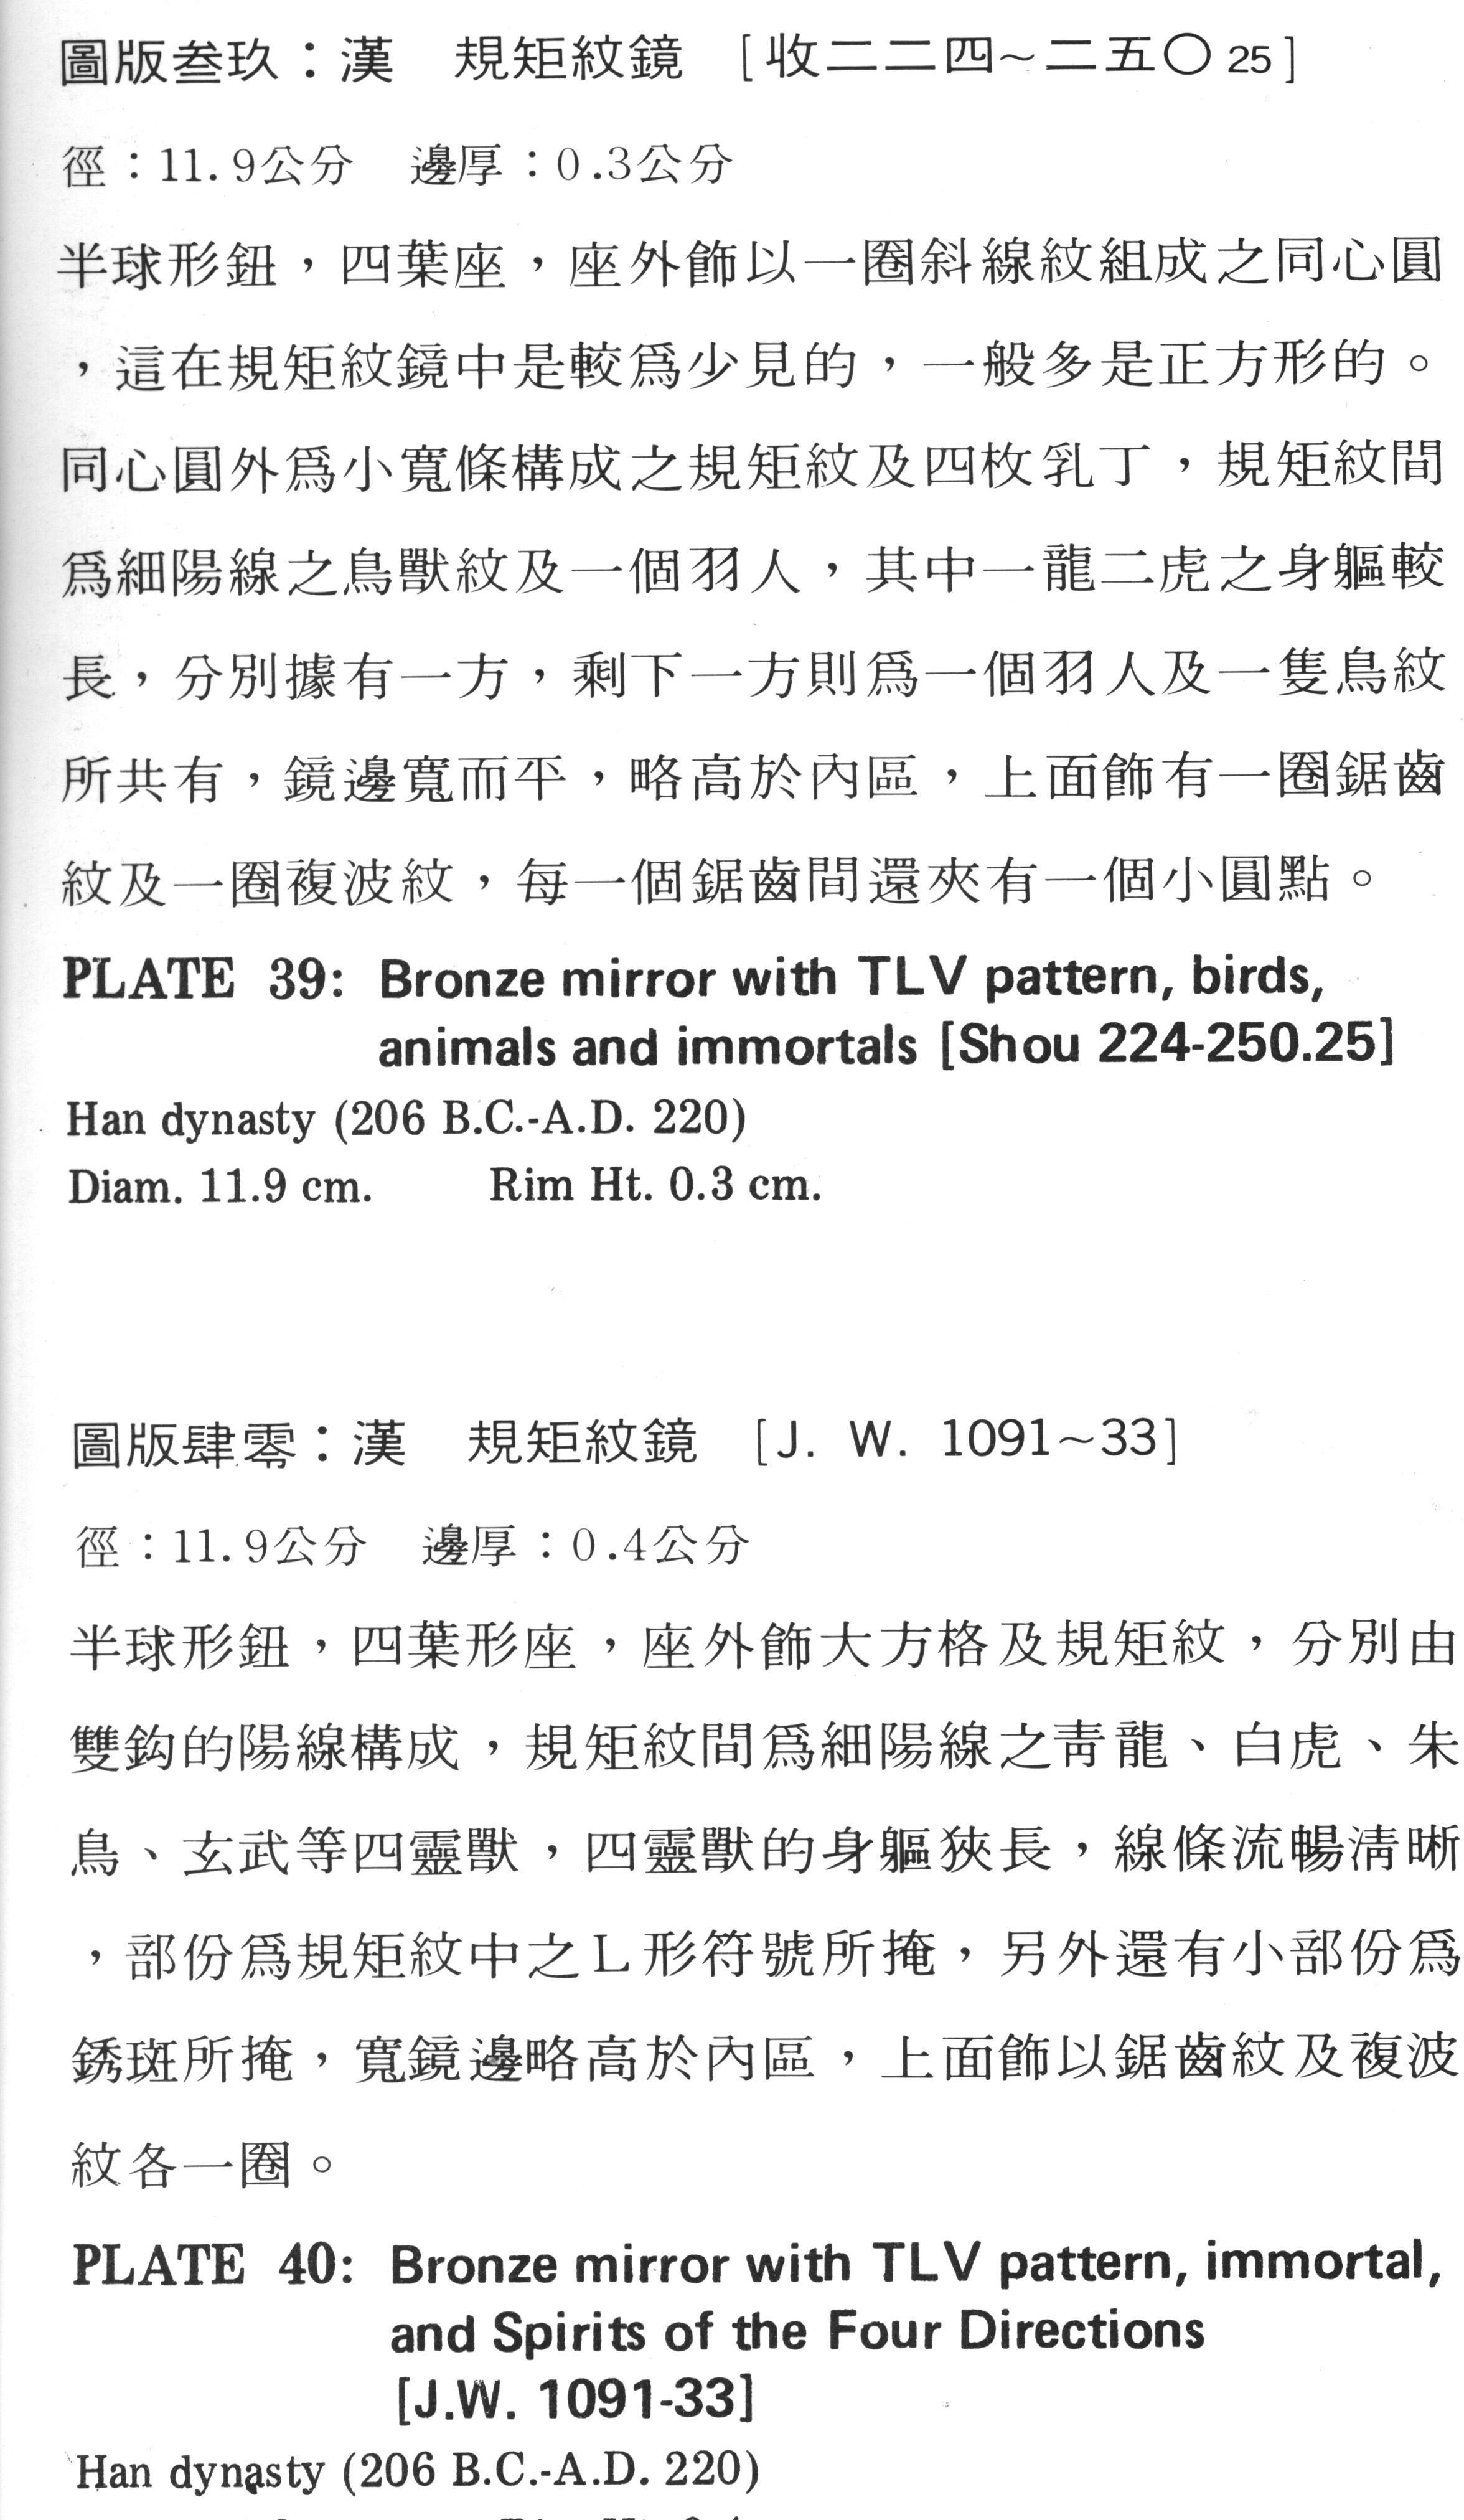 圖版叁玖：漢　規矩紋鏡　[收二二四～二五〇 25]
徑：11.9公分　邊厚：0.3公分
半球形鈕，四葉座，座外飾以一圈斜線紋組成之同心圓
，這在規矩紋鏡中是較爲少見的，一般多是正方形的。
同心圓外爲小寬條構成之規矩紋及四枚乳丁，規矩紋間
爲細陽線之鳥獸紋及一個羽人，其中一龍二虎之身軀較
長，分別據有一方，剩下一方則爲一個羽人及一隻鳥紋
所共有，鏡邊寬而平，略高於內區，上面飾有一圈鋸齒
紋及一圈複波紋，每一個鋸齒間還夾有一個小圓點。
PLATE 39: Bronze mirror with TLV pattern, birds,
animals and immortals [Shou 224-250.25]
Han dynasty (206 B.C.-A.D. 220)
Diam. 11.9 cm.　Rim Ht. 0.3 cm.
圖版肆零：漢　規矩紋鏡　[J. W. 1091～33]
徑：11.9公分　邊厚：0.4公分
半球形鈕，四葉形座，座外飾大方格及規矩紋，分別由
雙鈎的陽線構成，規矩紋間爲細陽線之靑龍、白虎、朱
鳥、玄武等四靈獸，四靈獸的身軀狹長，線條流暢淸晰
，部份爲規矩紋中之L形符號所掩，另外還有小部份爲
銹斑所掩，寬鏡邊略高於內區，上面飾以鋸齒紋及複波
紋各一圈。
PLATE 40: Bronze mirror with TLV pattern, immortal,
and Spirits of the Four Directions
[J.W. 1091-33]
Han dynasty (206 B.C.-A.D. 220)